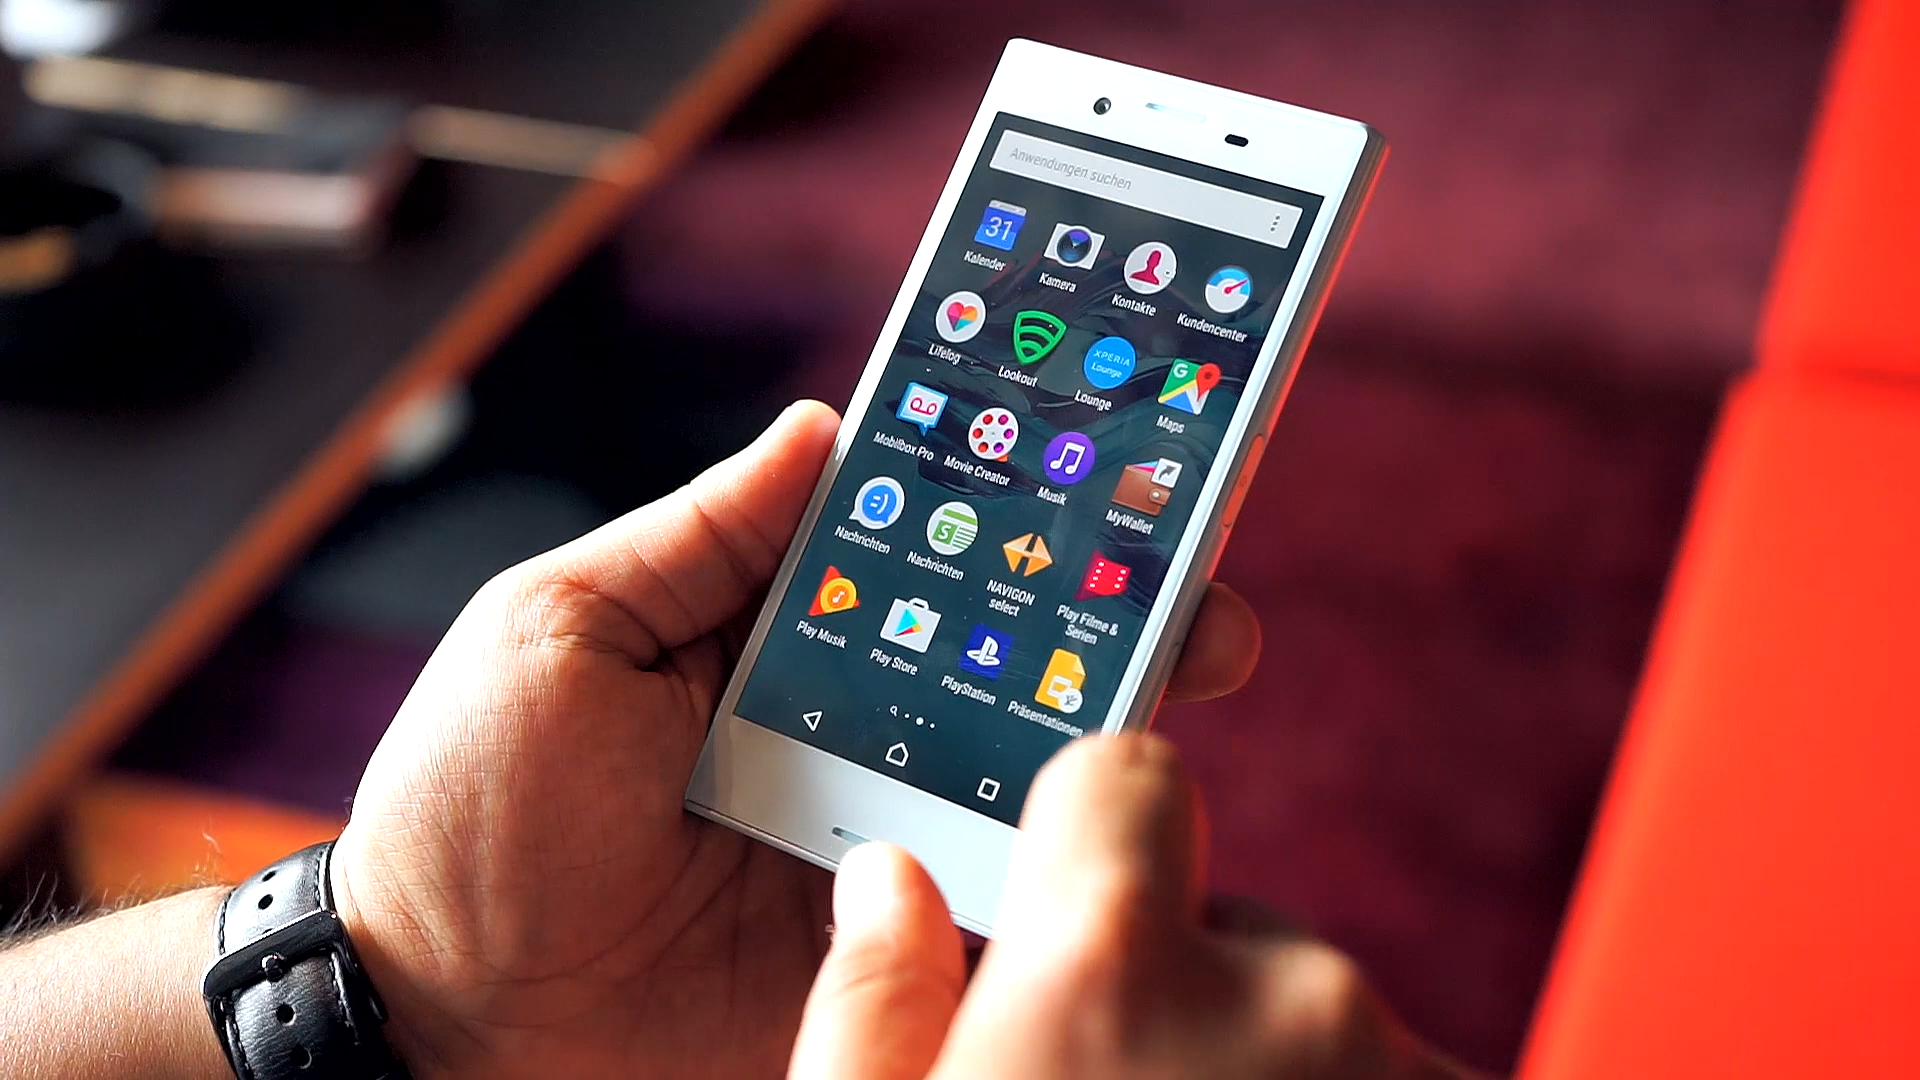 Anwendungen suchen
31
Kalender
Kamera
Kontakte
Kundencenter
Lifelog
Lookout
XPERIA
Lounge
Lounge
G
Maps
Mobilbox Pro
Movie Creator
Musik
MyWallet
:)
Nachrichten
S
Nachrichten
NAVIGON
select
Play Filme &
Serien
Play Musik
Play Store
PlayStation
Präsentationen